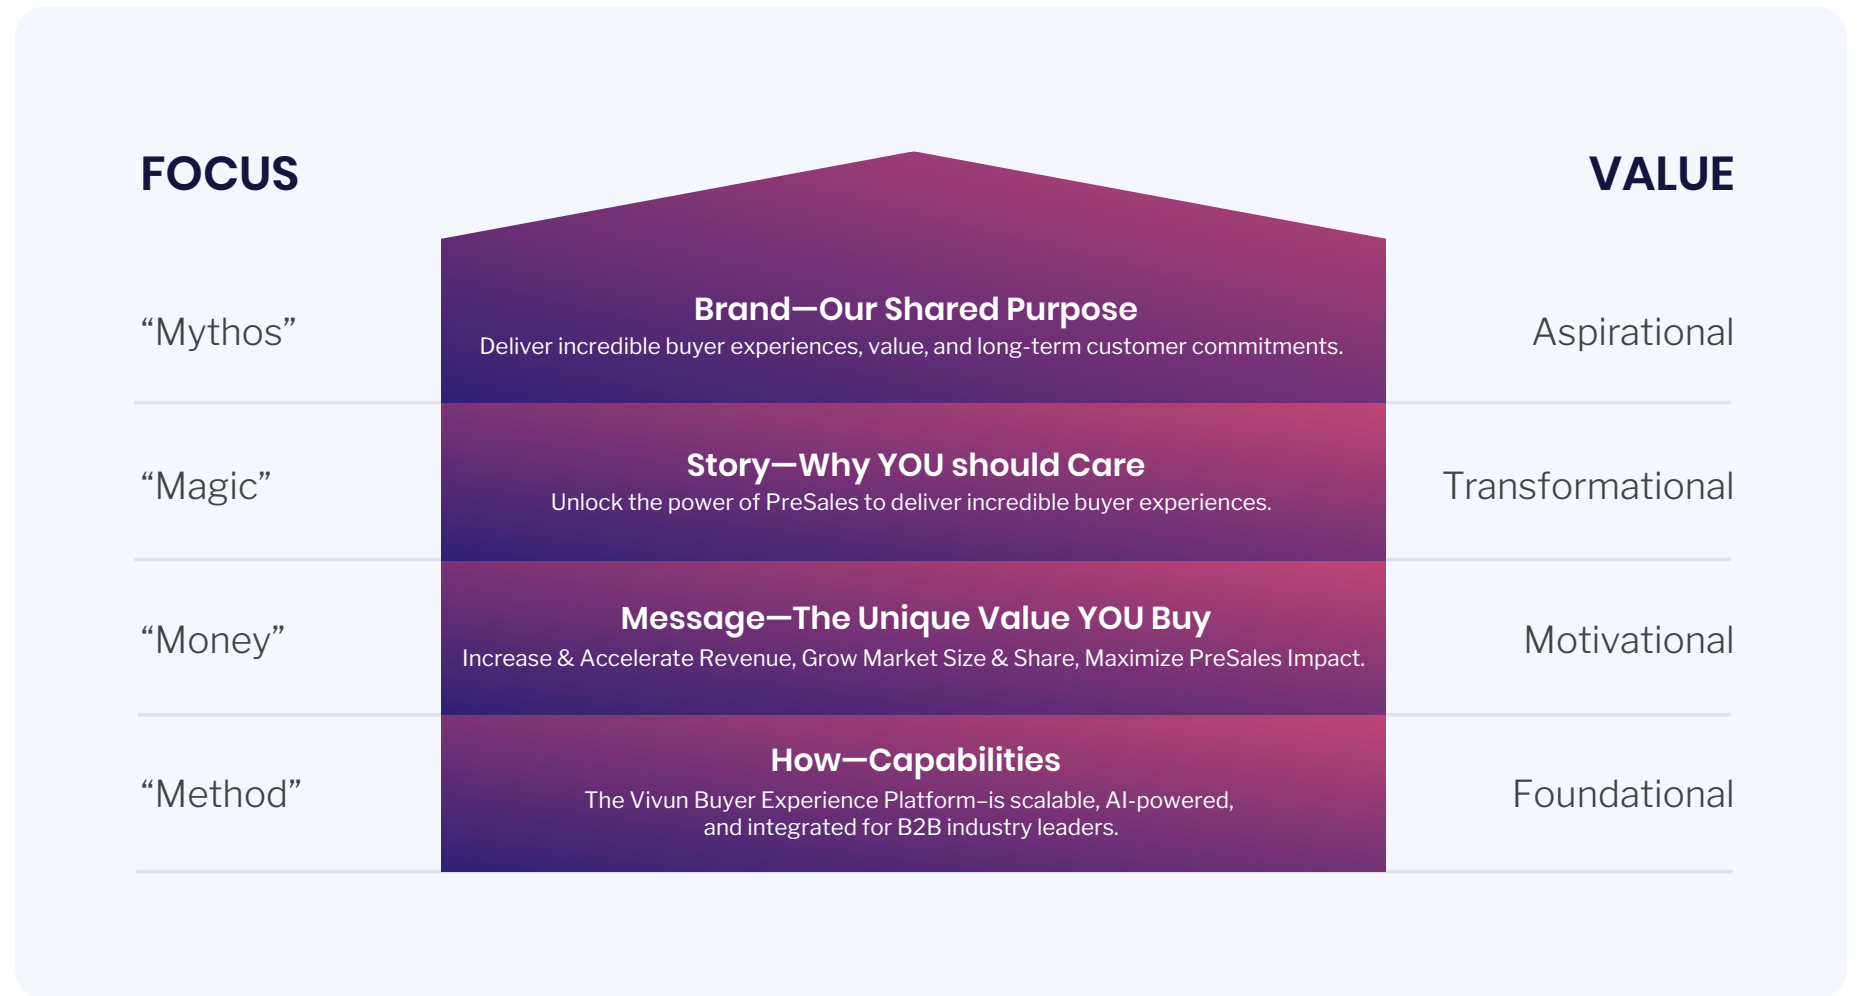 FOCUS
VALUE
“Mythos”
Brand—Our Shared Purpose
Deliver incredible buyer experiences, value, and long-term customer commitments.
Aspirational
“Magic”
Story—Why YOU should Care
Unlock the power of PreSales to deliver incredible buyer experiences.
Transformational
“Money”
Message—The Unique Value YOU Buy
Increase & Accelerate Revenue, Grow Market Size & Share, Maximize PreSales Impact.
Motivational
“Method”
How—Capabilities
The Vivun Buyer Experience Platform–is scalable, AI-powered,
and integrated for B2B industry leaders.
Foundational